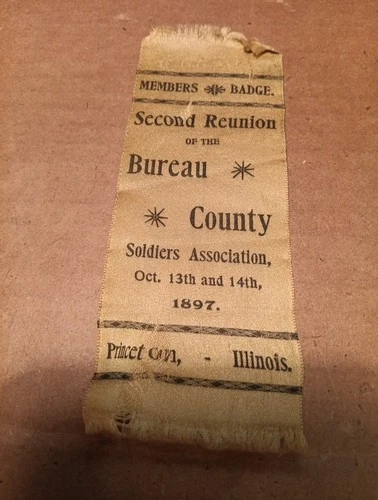 MEMBERS BADGE.
Second Reunion
OF THE
Bureau
County
Soldiers Association,
Oct. 13th and 14th,
1897.
Princeton, - Illinois.